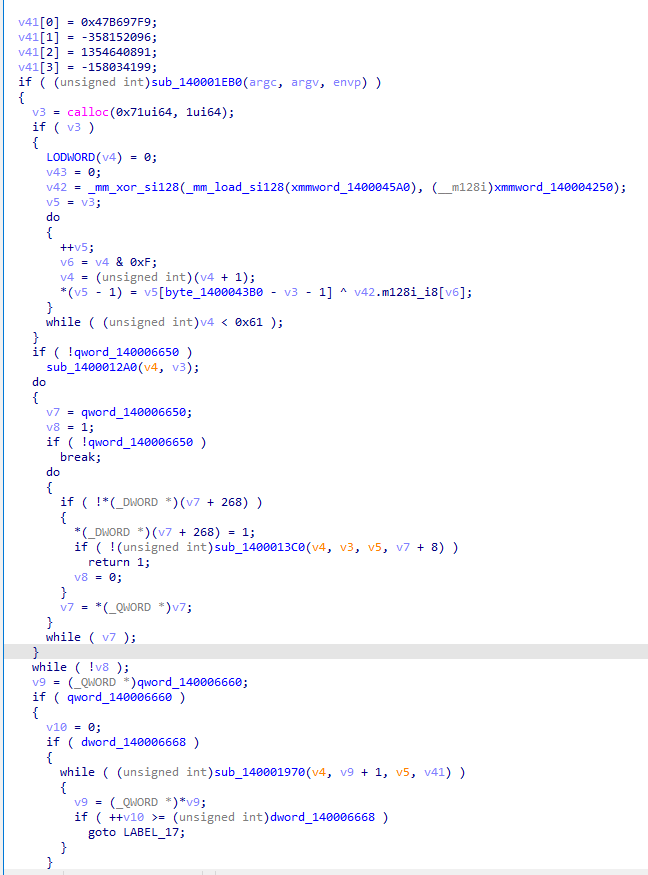 v41[0] = 0x47B697F9;
v41[1] = -358152096;
v41[2] = 1354640891;
v41[3] = -158034199;
if ( (unsigned int)sub_140001EB0(argc, argv, envp) )
{
v3 = calloc(0x71ui64, 1ui64);
if ( v3 )
{
LODWORD(v4) = 0;
v43 = 0;
v42 = _mm_xor_si128(_mm_load_si128(xmmword_1400045A0), (__m128i)xmmword_140004250);
v5 = v3;
do
{
++v5;
v6 = v4 & 0xF;
v4 = (unsigned int)(v4 + 1);
*(v5 - 1) = v5[byte_1400043B0 - v3 - 1] ^ v42.m128i_i8[v6];
}
while ( (unsigned int)v4 < 0x61 );
}
if ( !qword_140006650 )
sub_1400012A0(v4, v3);
do
{
v7 = qword_140006650;
v8 = 1;
if ( !qword_140006650 )
break;
do
{
if ( !*(_DWORD *)(v7 + 268) )
{
*(_DWORD *)(v7 + 268) = 1;
if ( !(unsigned int)sub_1400013C0(v4, v3, v5, v7 + 8) )
return 1;
v8 = 0;
}
v7 = *(_QWORD *)v7;
}
while ( v7 );
}
while ( !v8 );
v9 = (_QWORD *)qword_140006660;
if ( qword_140006660 )
{
v10 = 0;
if ( dword_140006668 )
{
while ( (unsigned int)sub_140001970(v4, v9 + 1, v5, v41) )
{
v9 = (_QWORD *)*v9;
if ( ++v10 >= (unsigned int)dword_140006668 )
goto LABEL_17;
}
}